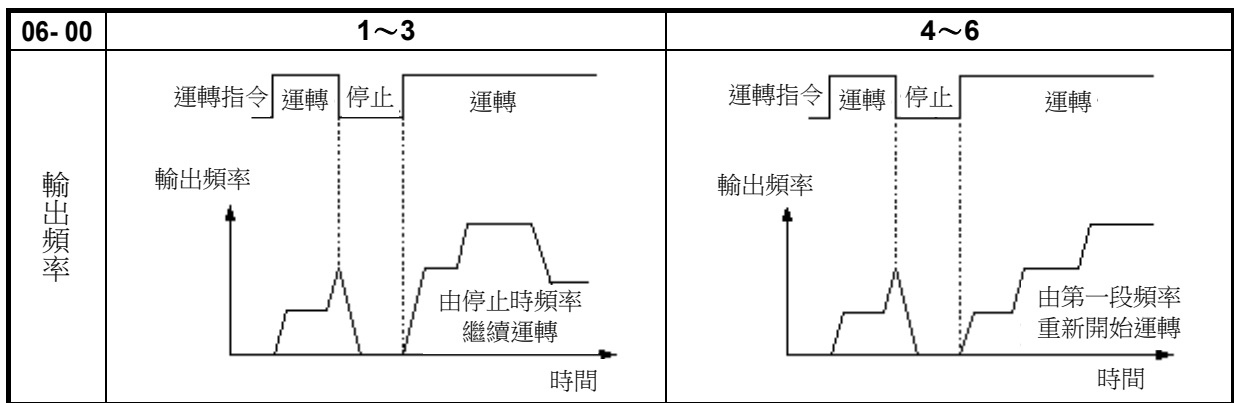 06- 00 1～3 4～6
輸出頻率
運轉指令 運轉 停止 運轉
輸出頻率
由停止時頻率
繼續運轉
時間
運轉指令 運轉 停止 運轉
輸出頻率
由第一段頻率
重新開始運轉
時間